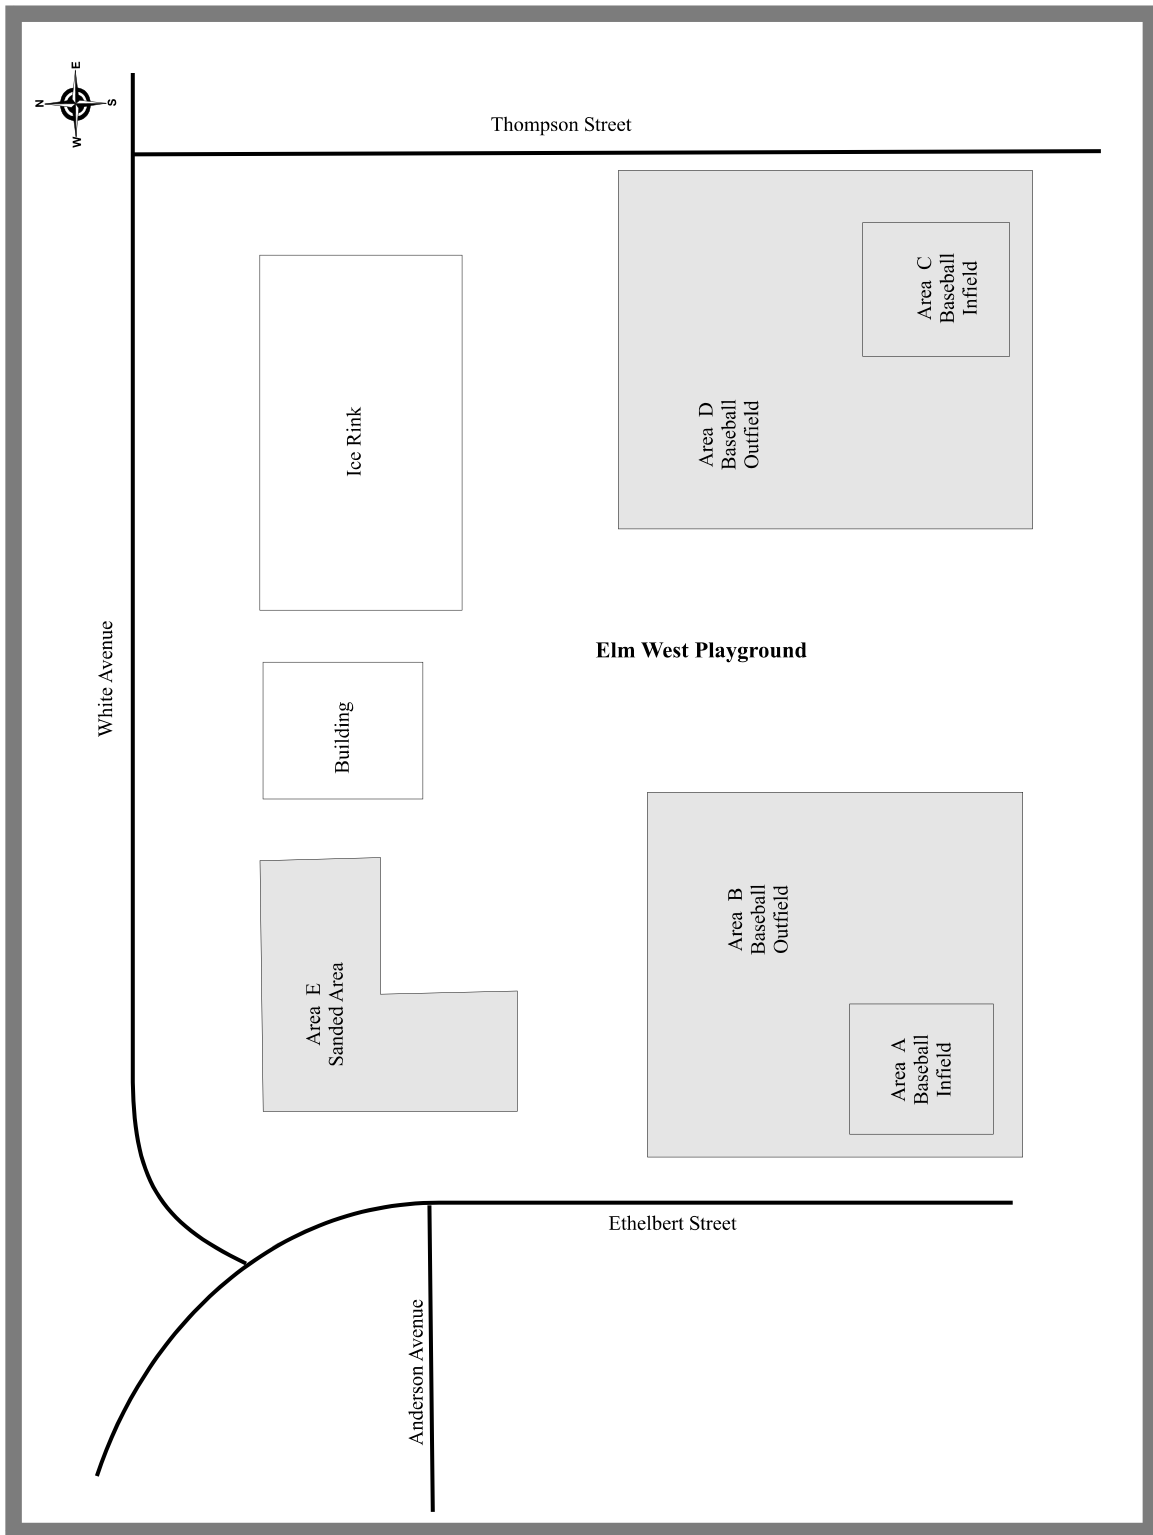 E
N
S
W
Thompson Street
Area C
Baseball
Infield
Ice Rink
Area D
Baseball
Outfield
White Avenue
Elm West Playground
Building
Area B
Baseball
Outfield
Area E
Sanded Area
Area A
Baseball
Infield
Ethelbert Street
Anderson Avenue